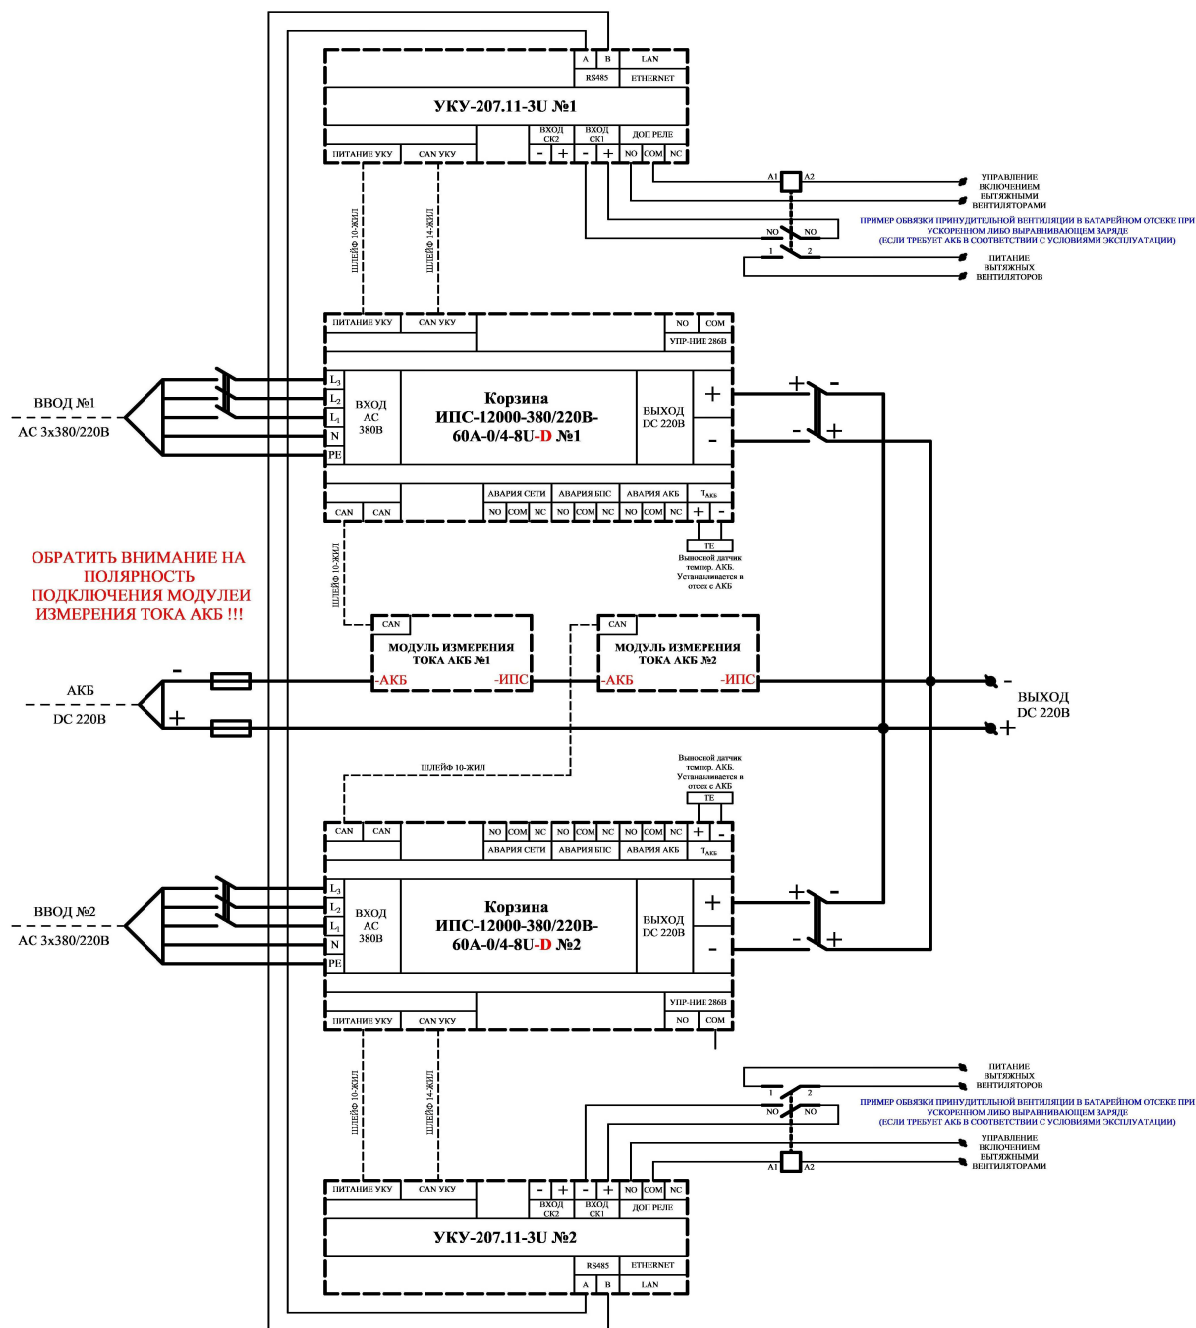 A B LAN
RS485 ETHERNET
УКУ-207.11-3U №1
ВХОД СК2 ВХОД СК1 ДОП РЕЛЕ
ПИТАНИЕ УКУ CAN УКУ - + - + NO COM NC
ШЛЕЙФ 10-ЖИЛ
ШЛЕЙФ 14-ЖИЛ
A1 A2
УПРАВЛЕНИЕ
ВКЛЮЧЕНИЕМ
ВЫТЯЖНЫМИ
ВЕНТИЛЯТОРАМИ
ПРИМЕР ОБВЯЗКИ ПРИНУДИТЕЛЬНОЙ ВЕНТИЛЯЦИИ В БАТАРЕЙНОМ ОТСЕКЕ ПРИ
УСКОРЕННОМ ЛИБО ВЫРАВНИВАЮЩЕМ ЗАРЯДЕ
(ЕСЛИ ТРЕБУЕТ АКБ В СООТВЕТСТВИИ С УСЛОВИЯМИ ЭКСПЛУАТАЦИИ)
NO NO
1 2
ПИТАНИЕ
ВЫТЯЖНЫХ
ВЕНТИЛЯТОРОВ
ПИТАНИЕ УКУ CAN УКУ NO COM
УПР-НИЕ 286В
ВВОД №1
AC 3x380/220В
L3
L2
L1
N
PE
ВХОД
AC
380В
Корзина
ИПС-12000-380/220В-
60А-0/4-8U-D №1
ВЫХОД
DC 220В
+
-
+ -
- +
АВАРИЯ СЕТИ АВАРИЯ БПС АВАРИЯ АКБ TАКБ
CAN CAN NO COM NC NO COM NC NO COM NC + -
ШЛЕЙФ 10-ЖИЛ
TE
Выносной датчик
темпер. АКБ.
Устанавливается в
отсек с АКБ
ОБРАТИТЬ ВНИМАНИЕ НА
ПОЛЯРНОСТЬ
ПОДКЛЮЧЕНИЯ МОДУЛЕЙ
ИЗМЕРЕНИЯ ТОКА АКБ !!!
CAN
МОДУЛЬ ИЗМЕРЕНИЯ
ТОКА АКБ №1
-АКБ -ИПС
CAN
МОДУЛЬ ИЗМЕРЕНИЯ
ТОКА АКБ №2
-АКБ -ИПС
АКБ
DC 220В
-
+
-
+
ВЫХОД
DC 220В
ШЛЕЙФ 10-ЖИЛ
Выносной датчик
темпер. АКБ.
Устанавливается в
отсек с АКБ
TE
CAN CAN NO COM NC NO COM NC NO COM NC + -
АВАРИЯ СЕТИ АВАРИЯ БПС АВАРИЯ АКБ TАКБ
ВВОД №2
AC 3x380/220В
L3
L2
L1
N
PE
ВХОД
AC
380В
Корзина
ИПС-12000-380/220В-
60А-0/4-8U-D №2
ВЫХОД
DC 220В
+
-
+ -
- +
УПР-НИЕ 286В
ПИТАНИЕ УКУ CAN УКУ NO COM
ШЛЕЙФ 10-ЖИЛ
ШЛЕЙФ 14-ЖИЛ
ПИТАНИЕ
ВЫТЯЖНЫХ
ВЕНТИЛЯТОРОВ
1 2
NO NO
ПРИМЕР ОБВЯЗКИ ПРИНУДИТЕЛЬНОЙ ВЕНТИЛЯЦИИ В БАТАРЕЙНОМ ОТСЕКЕ ПРИ
УСКОРЕННОМ ЛИБО ВЫРАВНИВАЮЩЕМ ЗАРЯДЕ
(ЕСЛИ ТРЕБУЕТ АКБ В СООТВЕТСТВИИ С УСЛОВИЯМИ ЭКСПЛУАТАЦИИ)
УПРАВЛЕНИЕ
ВКЛЮЧЕНИЕМ
ВЫТЯЖНЫМИ
ВЕНТИЛЯТОРАМИ
A1 A2
ПИТАНИЕ УКУ CAN УКУ - + - + NO COM NC
ВХОД СК2 ВХОД СК1 ДОП РЕЛЕ
УКУ-207.11-3U №2
RS485 ETHERNET
A B LAN